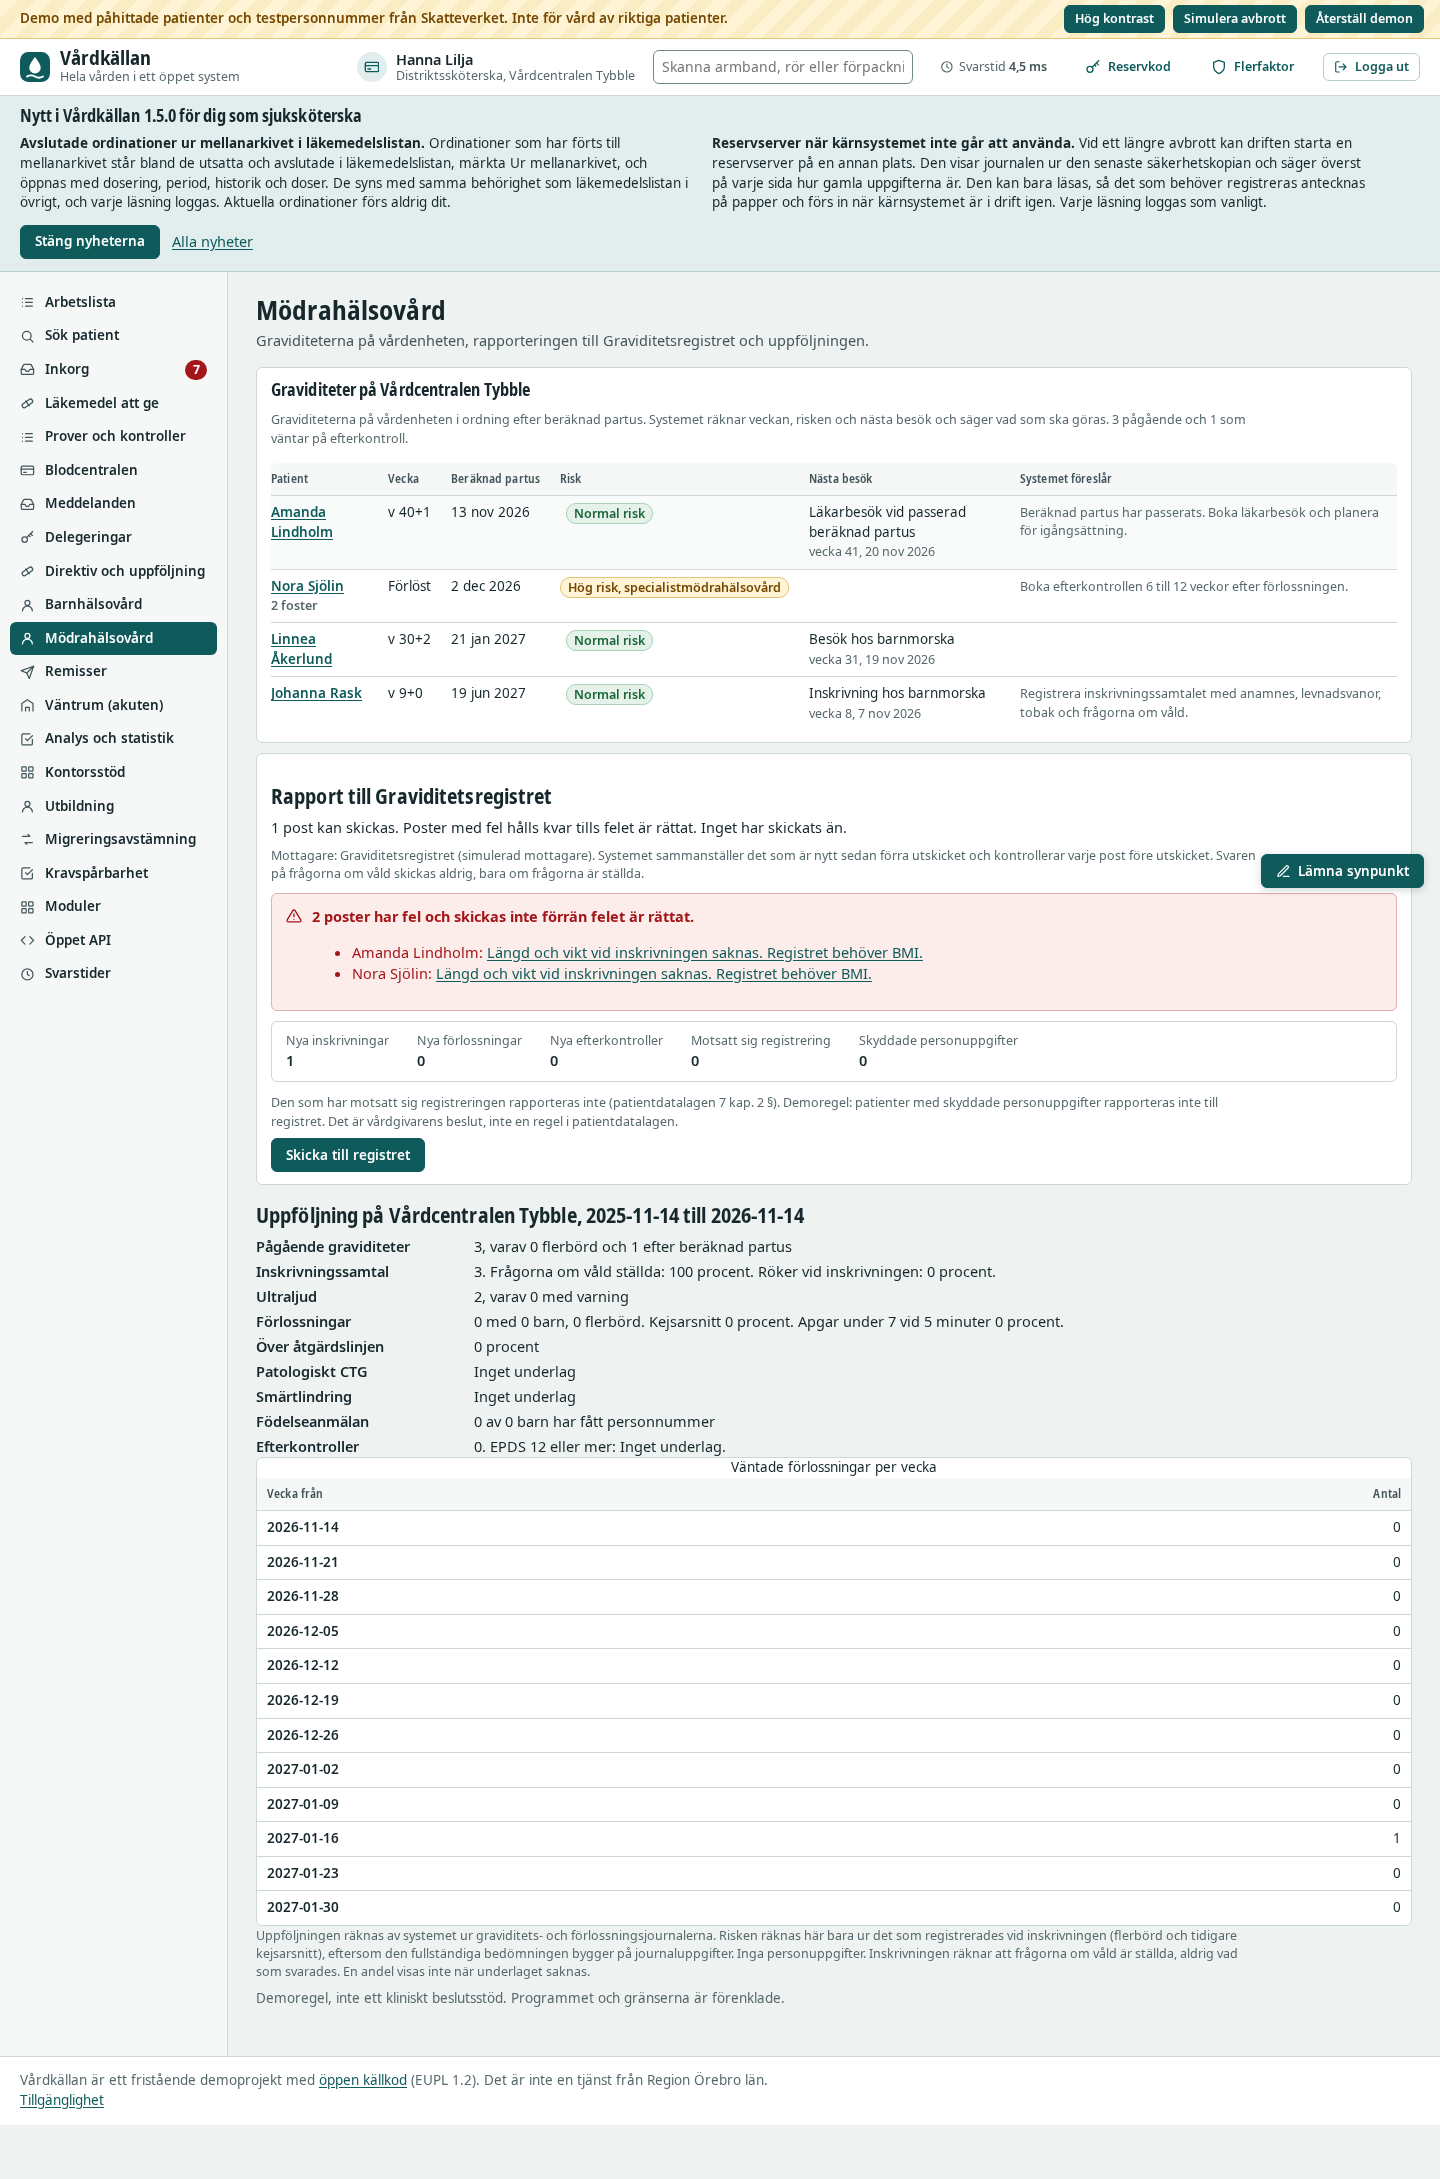 Demo med påhittade patienter och testpersonnummer från Skatteverket. Inte för vård av riktiga patienter.
Hög kontrast
Simulera avbrott
Återställ demon
Vårdkällan
Hela vården i ett öppet system
Hanna Lilja
Distriktssköterska, Vårdcentralen Tybble
Skanna armband, rör eller förpackni
Svarstid 4,5 ms
Reservkod
Flerfaktor
Logga ut
Nytt i Vårdkällan 1.5.0 för dig som sjuksköterska
Avslutade ordinationer ur mellanarkivet i läkemedelslistan. Ordinationer som har förts till
mellanarkivet står bland de utsatta och avslutade i läkemedelslistan, märkta Ur mellanarkivet, och
öppnas med dosering, period, historik och doser. De syns med samma behörighet som läkemedelslistan i
övrigt, och varje läsning loggas. Aktuella ordinationer förs aldrig dit.
Reservserver när kärnsystemet inte går att använda. Vid ett längre avbrott kan driften starta en
reservserver på en annan plats. Den visar journalen ur den senaste säkerhetskopian och säger överst
på varje sida hur gamla uppgifterna är. Den kan bara läsas, så det som behöver registreras antecknas
på papper och förs in när kärnsystemet är i drift igen. Varje läsning loggas som vanligt.
Stäng nyheterna
Alla nyheter
Arbetslista
Sök patient
Inkorg
7
Läkemedel att ge
Prover och kontroller
Blodcentralen
Meddelanden
Delegeringar
Direktiv och uppföljning
Barnhälsovård
Mödrahälsovård
Remisser
Väntrum (akuten)
Analys och statistik
Kontorsstöd
Utbildning
Migreringsavstämning
Kravspårbarhet
Moduler
Öppet API
Svarstider
Mödrahälsovård
Graviditeterna på vårdenheten, rapporteringen till Graviditetsregistret och uppföljningen.
Graviditeter på Vårdcentralen Tybble
Graviditeterna på vårdenheten i ordning efter beräknad partus. Systemet räknar veckan, risken och nästa besök och säger vad som ska göras. 3 pågående och 1 som
väntar på efterkontroll.
Patient
Vecka
Beräknad partus
Risk
Nästa besök
Systemet föreslår
Amanda
Lindholm
v 40+1
13 nov 2026
Normal risk
Läkarbesök vid passerad
beräknad partus
vecka 41, 20 nov 2026
Beräknad partus har passerats. Boka läkarbesök och planera
för igångsättning.
Nora Sjölin
2 foster
Förlöst
2 dec 2026
Hög risk, specialistmödrahälsovård
Boka efterkontrollen 6 till 12 veckor efter förlossningen.
Linnea
Åkerlund
v 30+2
21 jan 2027
Normal risk
Besök hos barnmorska
vecka 31, 19 nov 2026
Johanna Rask
v 9+0
19 jun 2027
Normal risk
Inskrivning hos barnmorska
vecka 8, 7 nov 2026
Registrera inskrivningssamtalet med anamnes, levnadsvanor,
tobak och frågorna om våld.
Rapport till Graviditetsregistret
1 post kan skickas. Poster med fel hålls kvar tills felet är rättat. Inget har skickats än.
Mottagare: Graviditetsregistret (simulerad mottagare). Systemet sammanställer det som är nytt sedan förra utskicket och kontrollerar varje post före utskicket. Svaren
på frågorna om våld skickas aldrig, bara om frågorna är ställda.
Lämna synpunkt
2 poster har fel och skickas inte förrän felet är rättat.
Amanda Lindholm: Längd och vikt vid inskrivningen saknas. Registret behöver BMI.
Nora Sjölin: Längd och vikt vid inskrivningen saknas. Registret behöver BMI.
Nya inskrivningar
1
Nya förlossningar
0
Nya efterkontroller
0
Motsatt sig registrering
0
Skyddade personuppgifter
0
Den som har motsatt sig registreringen rapporteras inte (patientdatalagen 7 kap. 2 §). Demoregel: patienter med skyddade personuppgifter rapporteras inte till
registret. Det är vårdgivarens beslut, inte en regel i patientdatalagen.
Skicka till registret
Uppföljning på Vårdcentralen Tybble, 2025-11-14 till 2026-11-14
Pågående graviditeter
3, varav 0 flerbörd och 1 efter beräknad partus
Inskrivningssamtal
3. Frågorna om våld ställda: 100 procent. Röker vid inskrivningen: 0 procent.
Ultraljud
2, varav 0 med varning
Förlossningar
0 med 0 barn, 0 flerbörd. Kejsarsnitt 0 procent. Apgar under 7 vid 5 minuter 0 procent.
Över åtgärdslinjen
0 procent
Patologiskt CTG
Inget underlag
Smärtlindring
Inget underlag
Födelseanmälan
0 av 0 barn har fått personnummer
Efterkontroller
0. EPDS 12 eller mer: Inget underlag.
Väntade förlossningar per vecka
Vecka från
Antal
2026-11-14
0
2026-11-21
0
2026-11-28
0
2026-12-05
0
2026-12-12
0
2026-12-19
0
2026-12-26
0
2027-01-02
0
2027-01-09
0
2027-01-16
1
2027-01-23
0
2027-01-30
0
Uppföljningen räknas av systemet ur graviditets- och förlossningsjournalerna. Risken räknas här bara ur det som registrerades vid inskrivningen (flerbörd och tidigare
kejsarsnitt), eftersom den fullständiga bedömningen bygger på journaluppgifter. Inga personuppgifter. Inskrivningen räknar att frågorna om våld är ställda, aldrig vad
som svarades. En andel visas inte när underlaget saknas.
Demoregel, inte ett kliniskt beslutsstöd. Programmet och gränserna är förenklade.
Vårdkällan är ett fristående demoprojekt med öppen källkod (EUPL 1.2). Det är inte en tjänst från Region Örebro län.
Tillgänglighet